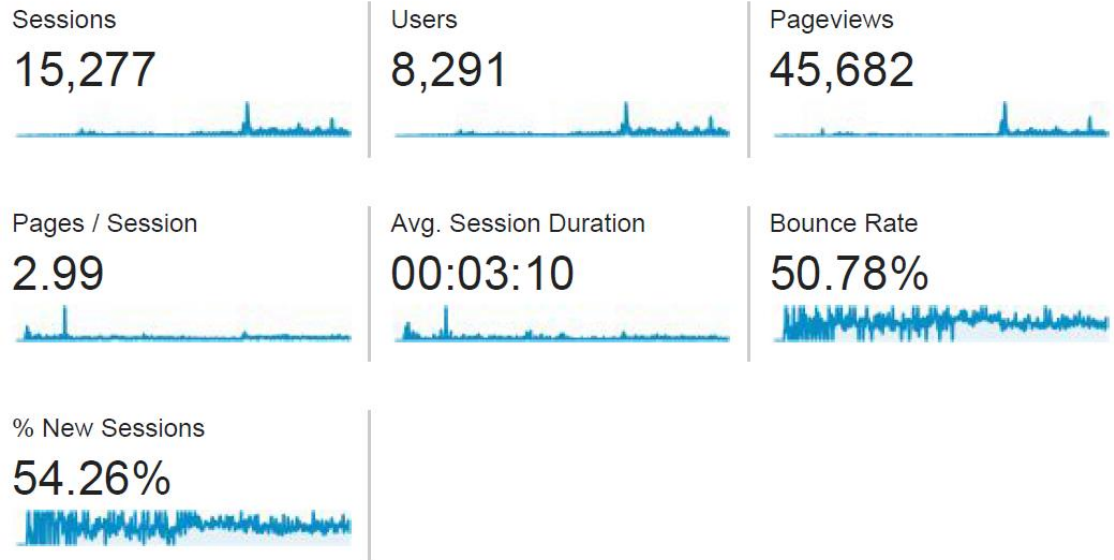 Sessions
15,277
Users
8,291
Pageviews
45,682
Pages / Session
2.99
Avg. Session Duration
00:03:10
Bounce Rate
50.78%
% New Sessions
54.26%